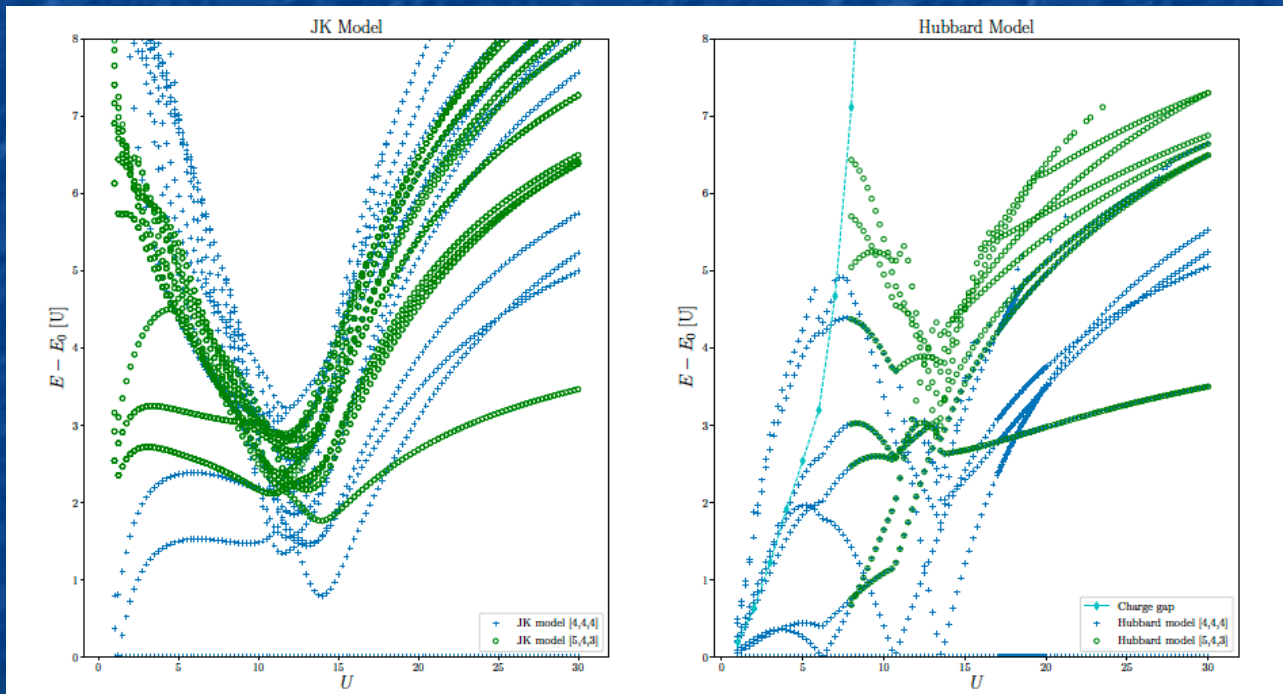 JK Model
8
7
6
5
4
3
2
1
0
E − E₀ [U]
0 5 10 15 20 25 30
U
JK model [4,4,4]
JK model [5,4,3]
Hubbard Model
8
7
6
5
4
3
2
1
0
E − E₀ [U]
0 5 10 15 20 25 30
U
Charge gap
Hubbard model [4,4,4]
Hubbard model [5,4,3]